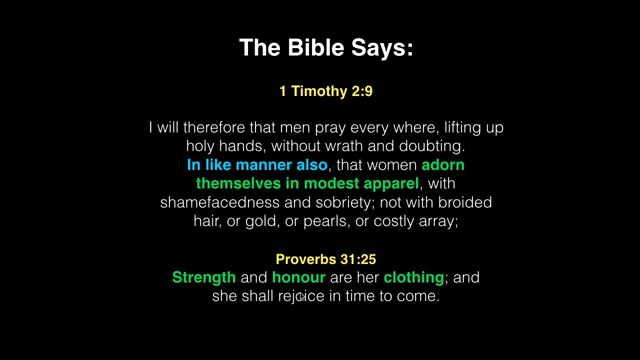 The Bible Says:
1 Timothy 2:9
I will therefore that men pray every where, lifting up
holy hands, without wrath and doubting.
In like manner also, that women adorn
themselves in modest apparel, with
shamefacedness and sobriety; not with broided
hair, or gold, or pearls, or costly array;
Proverbs 31:25
Strength and honour are her clothing; and
she shall rejoice in time to come.